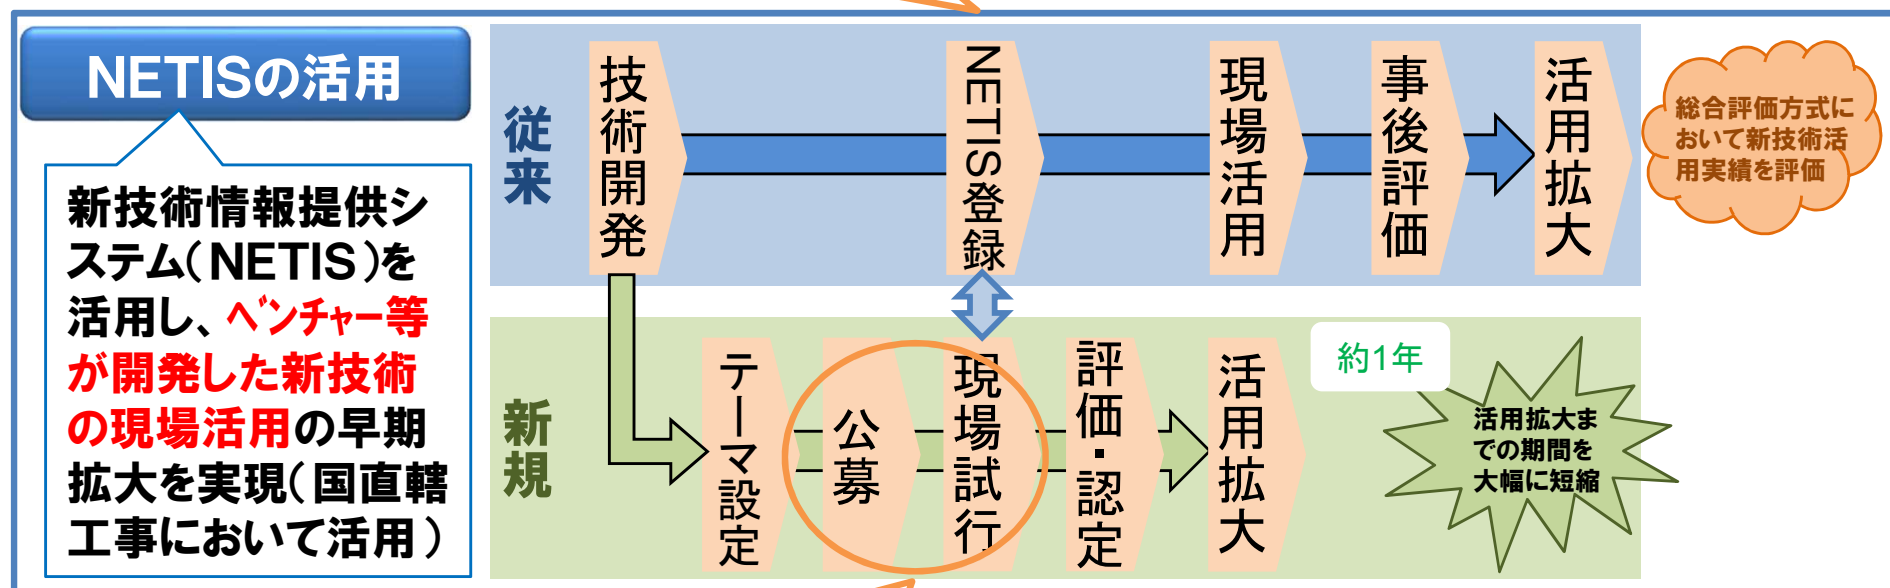 NETISの活用
新技術情報提供シ
ステム(NETIS)を
活用し、ベンチャー等
が開発した新技術
の現場活用の早期
拡大を実現(国直轄
工事において活用)
従来
技術開発
NETIS登録
現場活用
事後評価
活用拡大
総合評価方式に
おいて新技術活
用実績を評価
新規
テーマ設定
公募
現場試行
評価・認定
活用拡大
約1年
活用拡大ま
での期間を
大幅に短縮